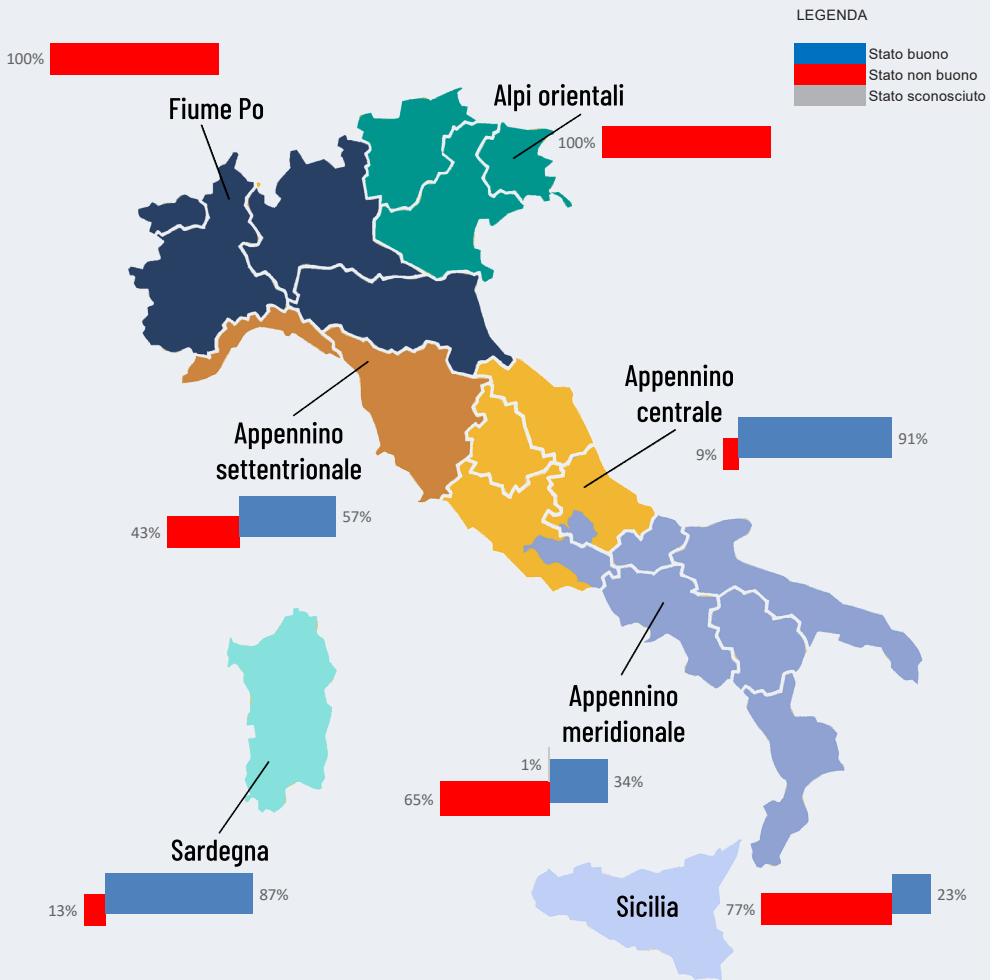 LEGENDA
Stato buono
Stato non buono
Stato sconosciuto
100%
Fiume Po
Alpi orientali
100%
Appennino
centrale
91%
9%
Appennino
settentrionale
57%
43%
Appennino
meridionale
1%
34%
65%
Sardegna
87%
13%
Sicilia
77%
23%